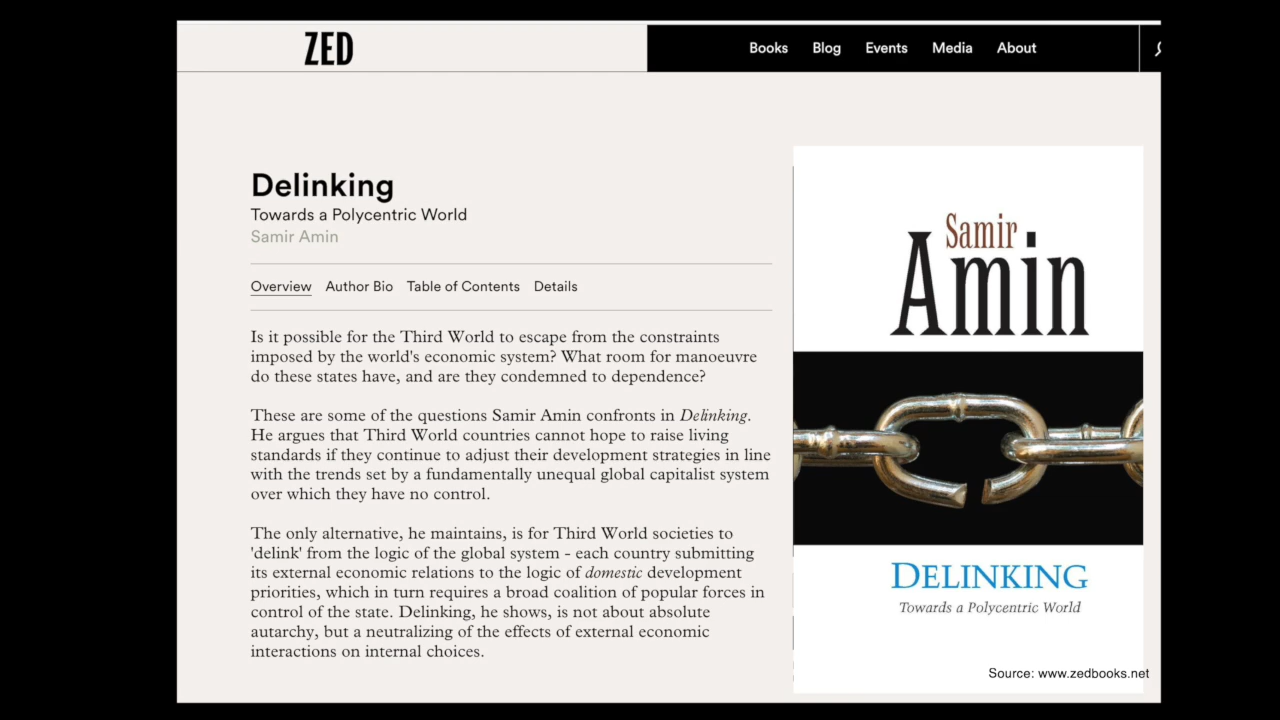 ZED
Books Blog Events Media About
Delinking
Towards a Polycentric World
Samir Amin
Overview Author Bio Table of Contents Details
Is it possible for the Third World to escape from the constraints
imposed by the world's economic system? What room for manoeuvre
do these states have, and are they condemned to dependence?
These are some of the questions Samir Amin confronts in Delinking.
He argues that Third World countries cannot hope to raise living
standards if they continue to adjust their development strategies in line
with the trends set by a fundamentally unequal global capitalist system
over which they have no control.
The only alternative, he maintains, is for Third World societies to
'delink' from the logic of the global system - each country submitting
its external economic relations to the logic of domestic development
priorities, which in turn requires a broad coalition of popular forces in
control of the state. Delinking, he shows, is not about absolute
autarchy, but a neutralizing of the effects of external economic
interactions on internal choices.
Samir
Amin
DELINKING
Towards a Polycentric World
Source: www.zedbooks.net